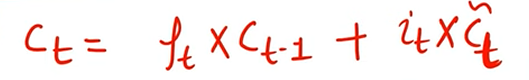 C_t = f_t × C_{t-1} + i_t × C̃_t